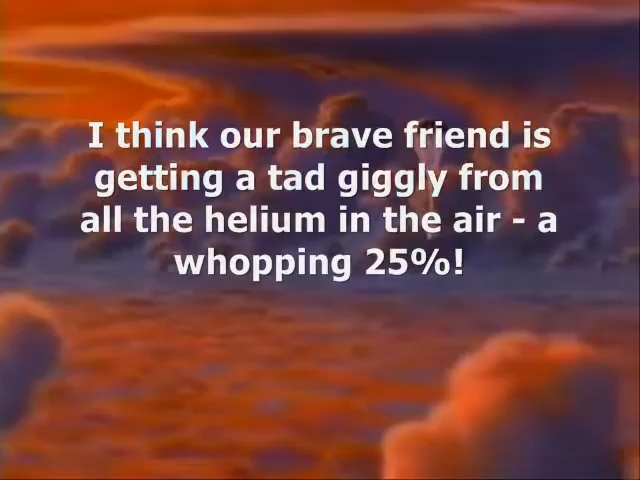 I think our brave friend is
getting a tad giggly from
all the helium in the air - a
whopping 25%!